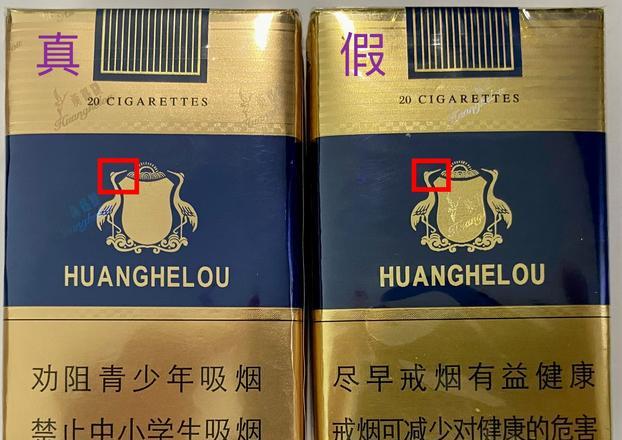 真
20 CIGARETTES
HUANGHELOU
劝阻青少年吸烟
禁止中小学生吸烟
假
20 CIGARETTES
HUANGHELOU
尽早戒烟有益健康
戒烟可减少对健康的危害